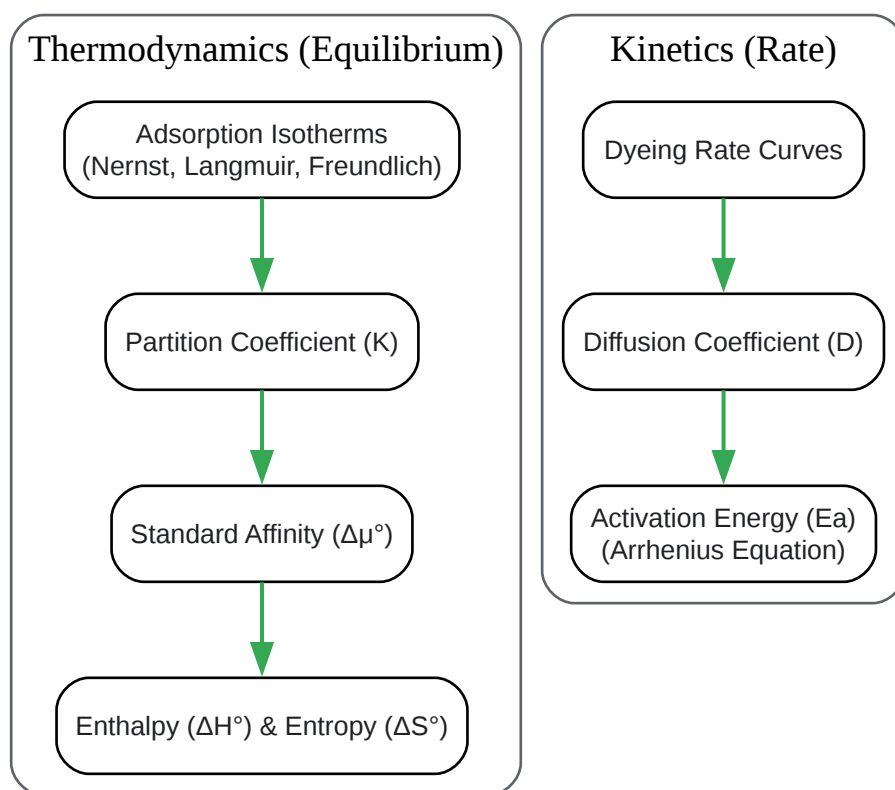 Thermodynamics (Equilibrium)
Adsorption Isotherms
(Nernst, Langmuir, Freundlich)
Partition Coefficient (K)
Standard Affinity (Δμ°)
Enthalpy (ΔH°) & Entropy (ΔS°)
Kinetics (Rate)
Dyeing Rate Curves
Diffusion Coefficient (D)
Activation Energy (Ea)
(Arrhenius Equation)